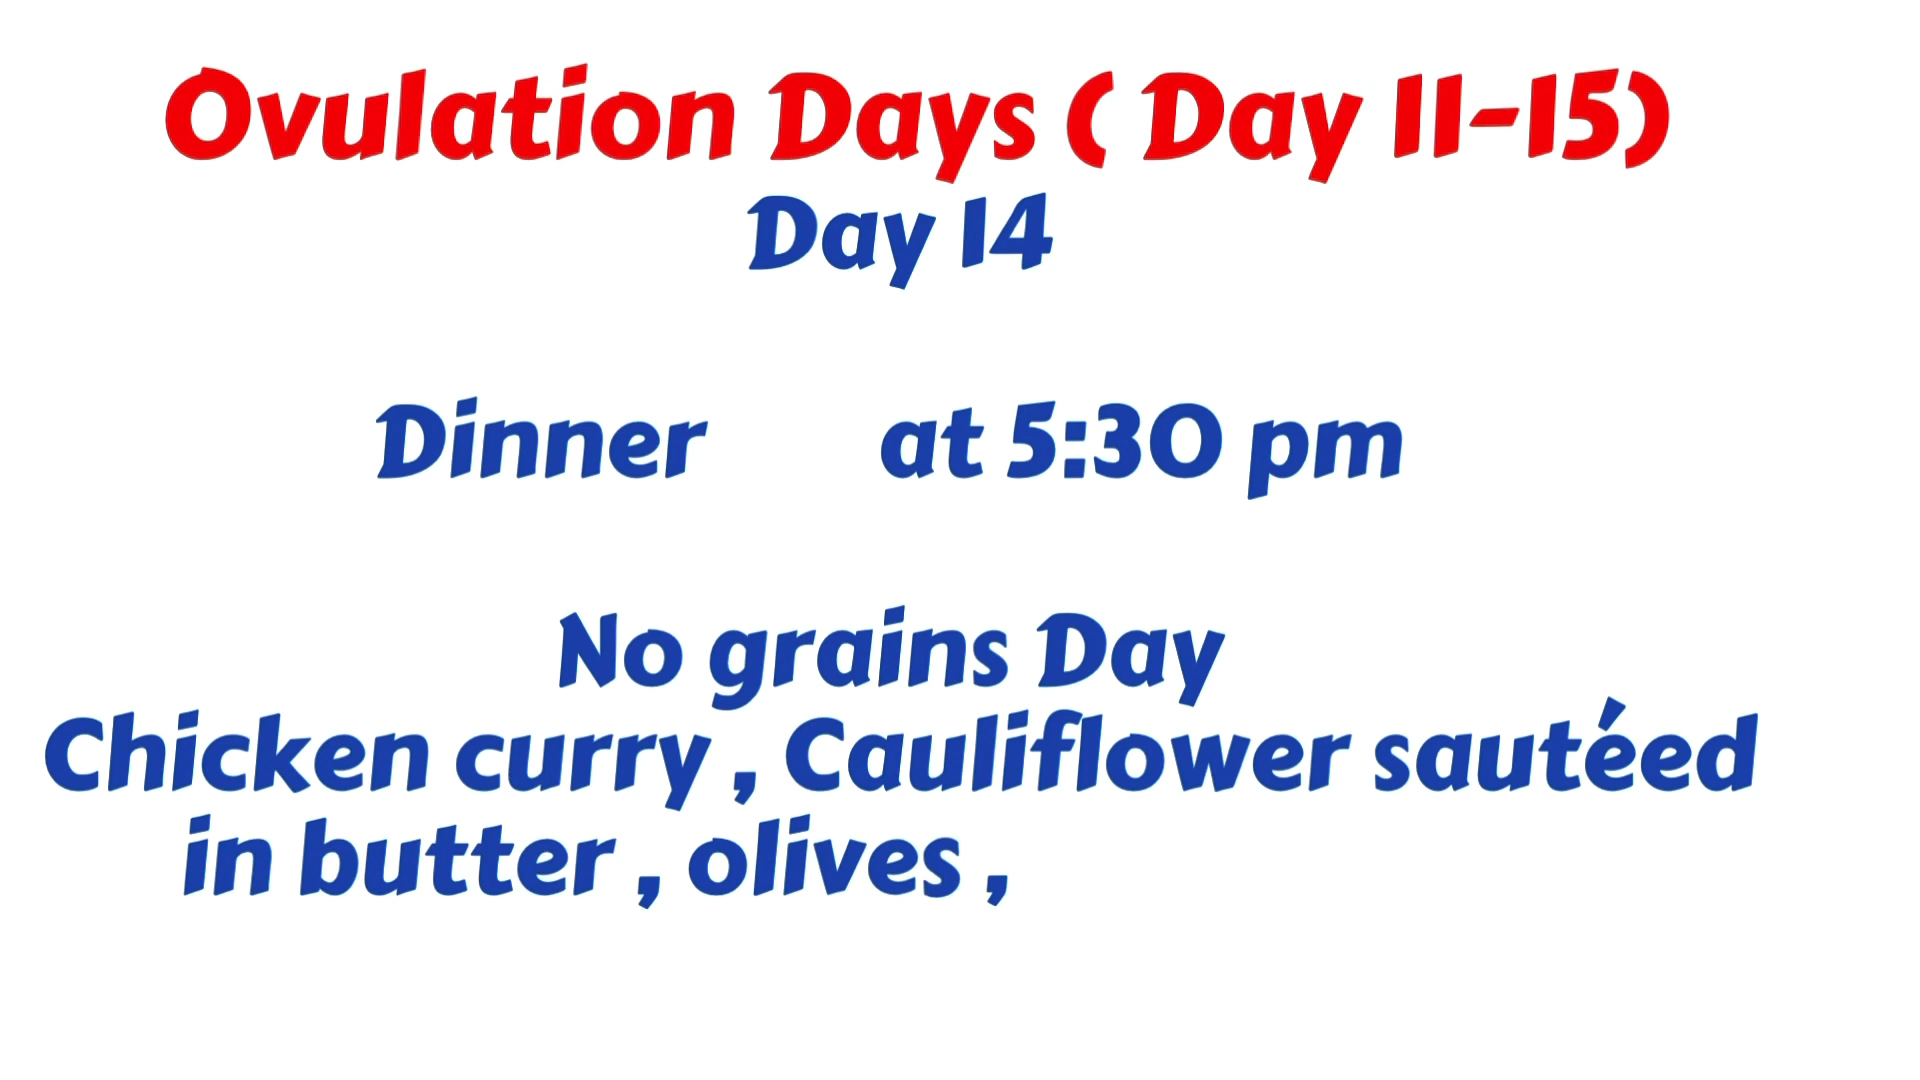 Ovulation Days ( Day 11-15)
Day 14
Dinner at 5:30 pm
No grains Day
Chicken curry , Cauliflower sautéed
in butter , olives ,